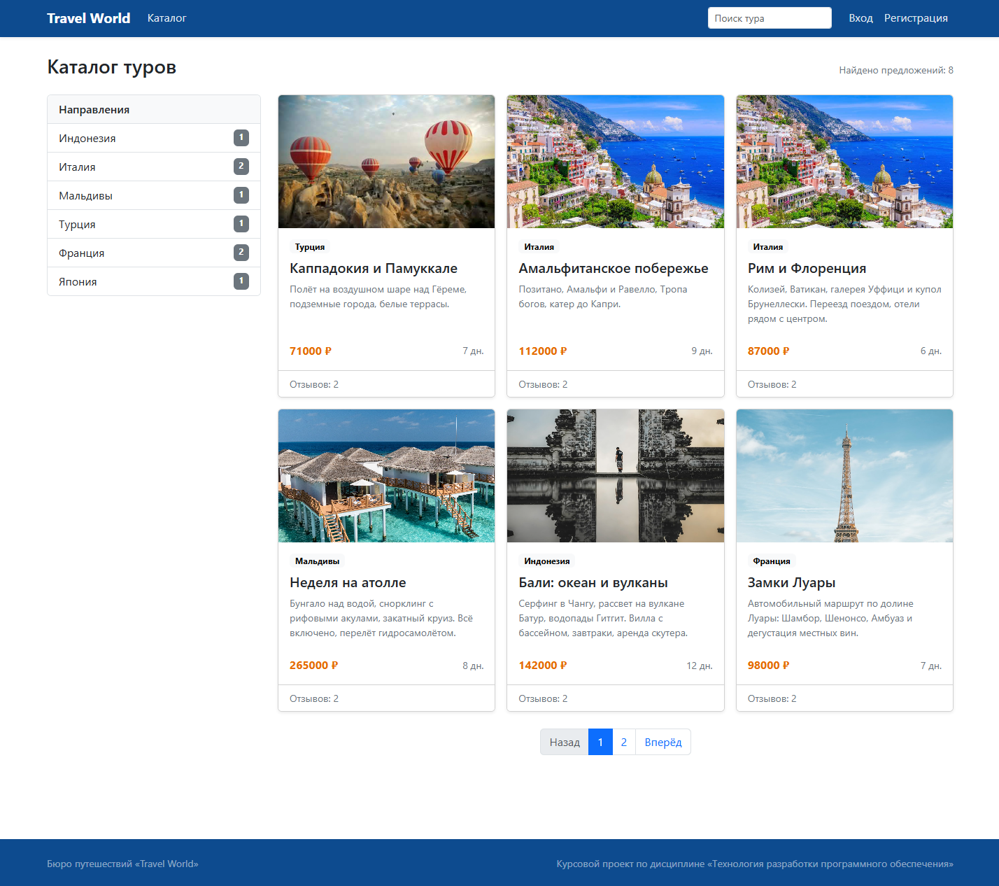 Travel World
Каталог
Поиск тура
Вход
Регистрация
Каталог туров
Найдено предложений: 8
Направления
Индонезия 1
Италия 2
Мальдивы 1
Турция 1
Франция 2
Япония 1
Турция
Каппадокия и Памуккале
Полёт на воздушном шаре над Гёреме,
подземные города, белые террасы.
71000 ₽
7 дн.
Отзывов: 2
Италия
Амальфитанское побережье
Позитано, Амальфи и Равелло, Тропа
богов, катер до Капри.
112000 ₽
9 дн.
Отзывов: 2
Италия
Рим и Флоренция
Колизей, Ватикан, галерея Уффици и купол
Брунеллески. Переезд поездом, отели
рядом с центром.
87000 ₽
6 дн.
Отзывов: 2
Мальдивы
Неделя на атолле
Бунгало над водой, снорклинг с
рифовыми акулами, закатный круиз. Всё
включено, перелёт гидросамолётом.
265000 ₽
8 дн.
Отзывов: 2
Индонезия
Бали: океан и вулканы
Серфинг в Чангу, рассвет на вулкане
Батур, водопады Гитгит. Вилла с
бассейном, завтраки, аренда скутера.
142000 ₽
12 дн.
Отзывов: 2
Франция
Замки Луары
Автомобильный маршрут по долине
Луары: Шамбор, Шенонсо, Амбуаз и
дегустация местных вин.
98000 ₽
7 дн.
Отзывов: 2
Назад 1 2 Вперёд
Бюро путешествий «Travel World»
Курсовой проект по дисциплине «Технология разработки программного обеспечения»